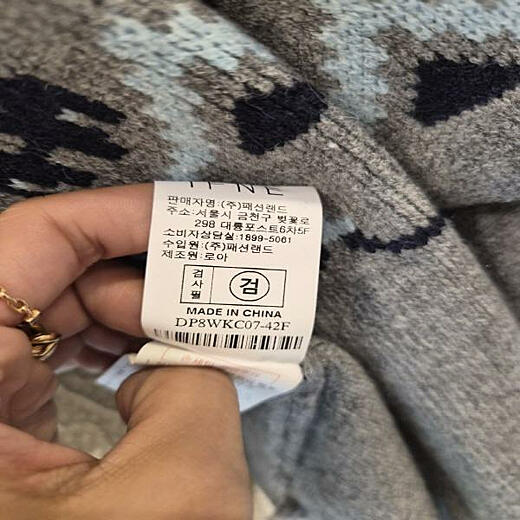 판매자명:(주)패션랜드
주소:서울시 금천구 벚꽃로
298 대륭포스트6차5F
소비자상담실:1899-5061
수입원:(주)패션랜드
제조원:로아
검사필
검
MADE IN CHINA
DP8WKC07-42F